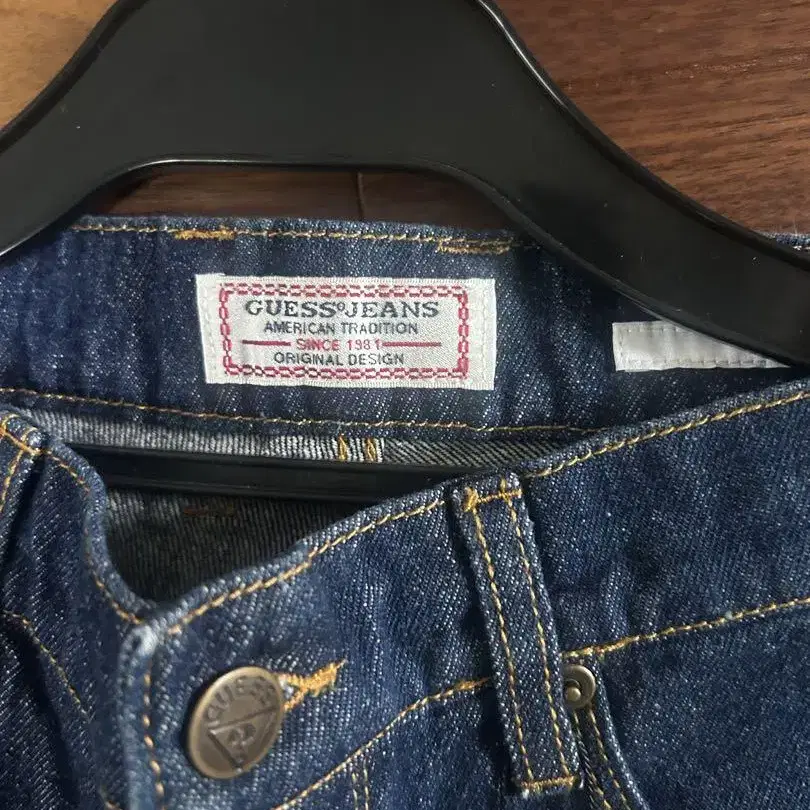 GUESS°JEANS
AMERICAN TRADITION
SINCE 1981
ORIGINAL DESIGN
GUESS